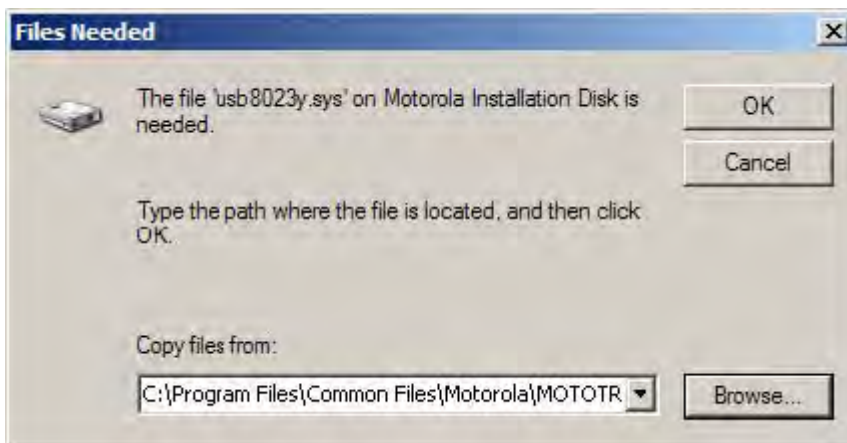 Files Needed
The file 'usb8023y.sys' on Motorola Installation Disk is
needed.
OK
Cancel
Type the path where the file is located, and then click
OK.
Copy files from:
C:\Program Files\Common Files\Motorola\MOTOTR
Browse...